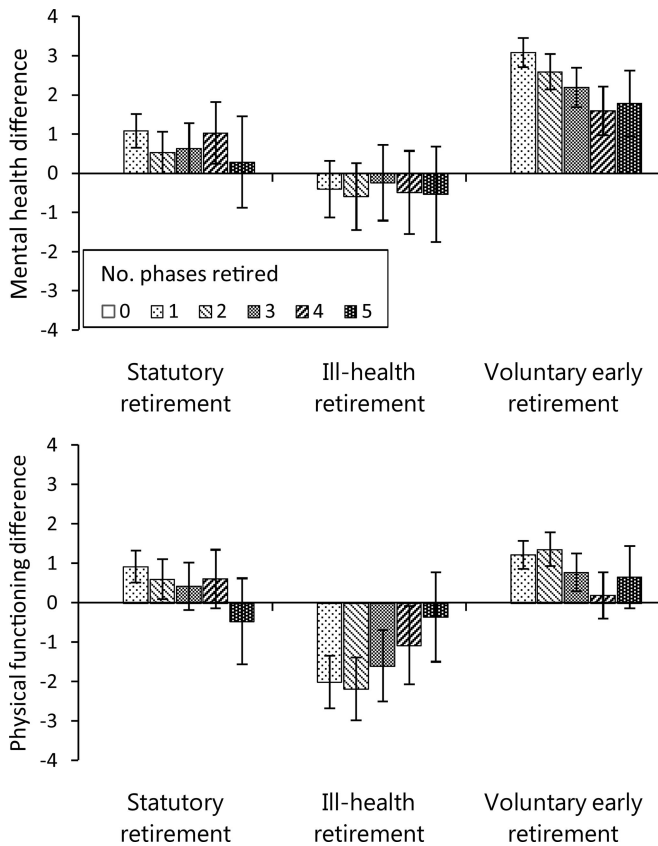 Mental health difference
4
3
2
1
0
-1
-2
-3
-4
No. phases retired
0 1 2 3 4 5
Statutory retirement
Ill-health retirement
Voluntary early retirement
Physical functioning difference
4
3
2
1
0
-1
-2
-3
-4
Statutory retirement
Ill-health retirement
Voluntary early retirement